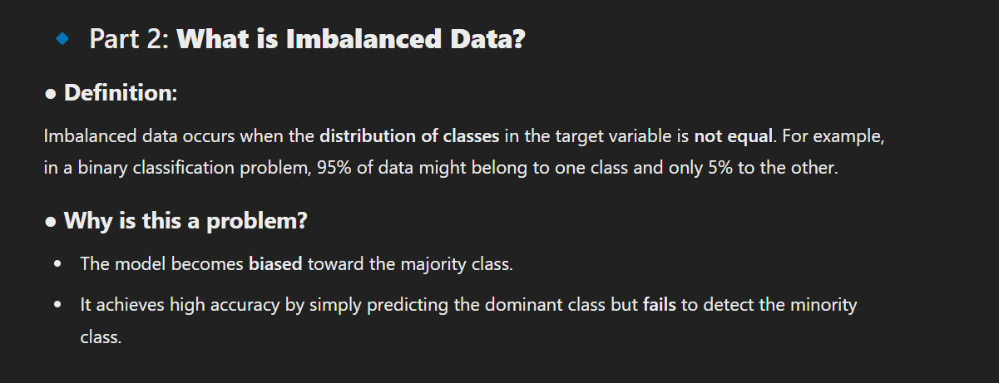 🔹 Part 2: What is Imbalanced Data?
● Definition:
Imbalanced data occurs when the distribution of classes in the target variable is not equal. For example,
in a binary classification problem, 95% of data might belong to one class and only 5% to the other.
● Why is this a problem?
• The model becomes biased toward the majority class.
• It achieves high accuracy by simply predicting the dominant class but fails to detect the minority
class.